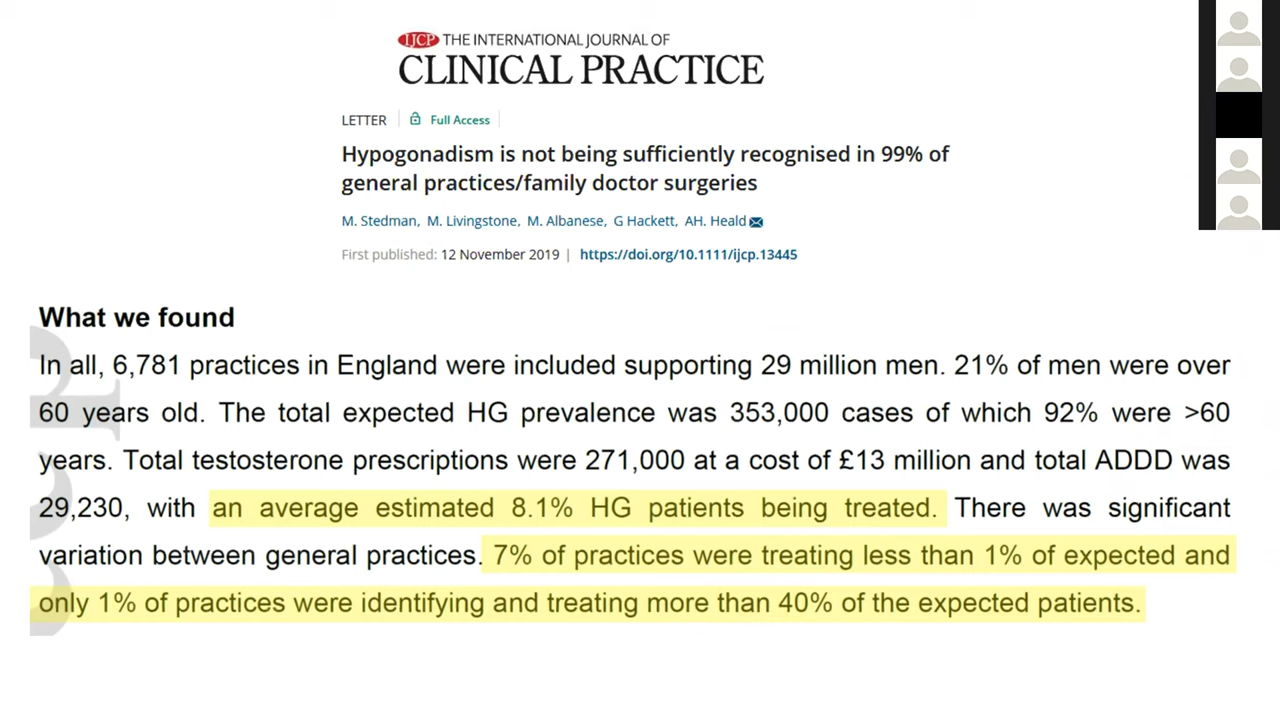 IJCP THE INTERNATIONAL JOURNAL OF
CLINICAL PRACTICE
LETTER Full Access
Hypogonadism is not being sufficiently recognised in 99% of
general practices/family doctor surgeries
M. Stedman, M. Livingstone, M. Albanese, G Hackett, AH. Heald
First published: 12 November 2019 | https://doi.org/10.1111/ijcp.13445
What we found
In all, 6,781 practices in England were included supporting 29 million men. 21% of men were over
60 years old. The total expected HG prevalence was 353,000 cases of which 92% were >60
years. Total testosterone prescriptions were 271,000 at a cost of £13 million and total ADDD was
29,230, with an average estimated 8.1% HG patients being treated. There was significant
variation between general practices. 7% of practices were treating less than 1% of expected and
only 1% of practices were identifying and treating more than 40% of the expected patients.